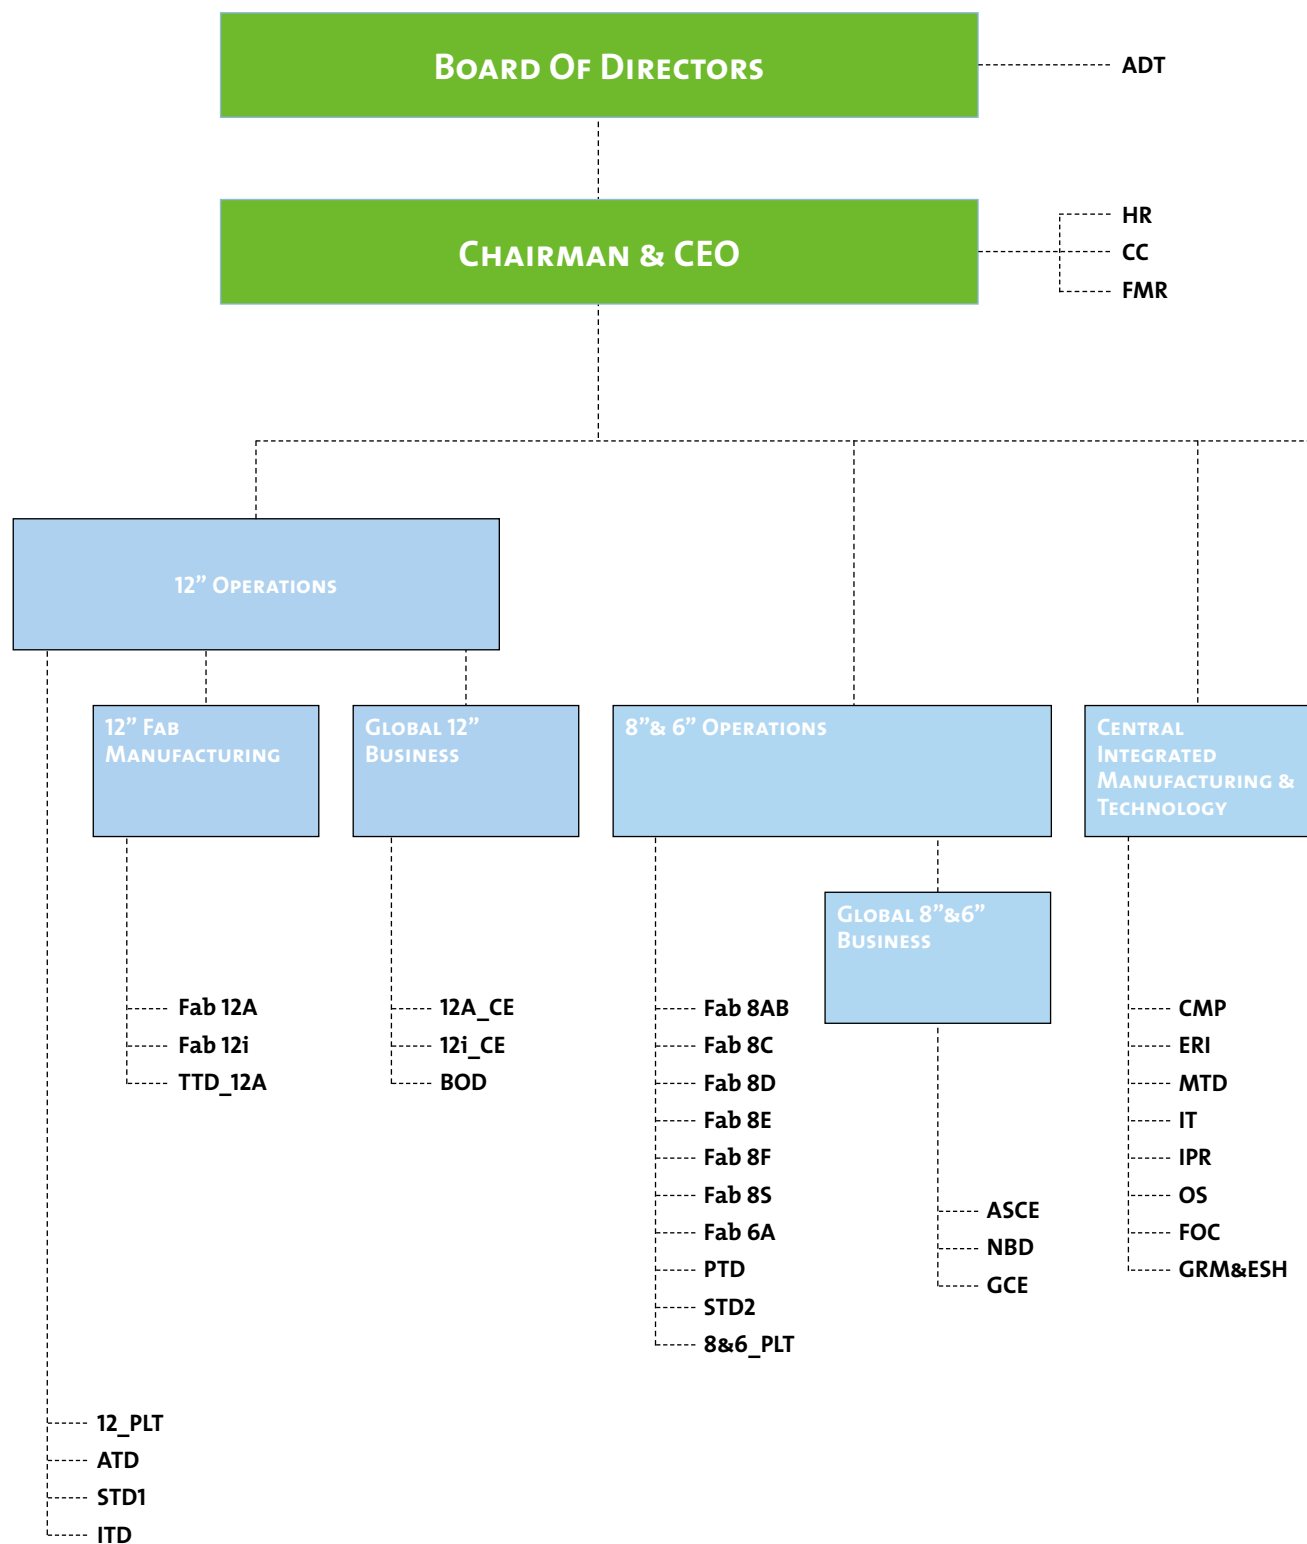 Board Of Directors
ADT
Chairman & CEO
HR
CC
FMR
12” Operations
12” Fab
Manufacturing
Global 12”
Business
8”& 6” Operations
Central
Integrated
Manufacturing &
Technology
Global 8”&6”
Business
Fab 12A
Fab 12i
TTD_12A
12A_CE
12i_CE
BOD
Fab 8AB
Fab 8C
Fab 8D
Fab 8E
Fab 8F
Fab 8S
Fab 6A
PTD
STD2
8&6_PLT
ASCE
NBD
GCE
CMP
ERI
MTD
IT
IPR
OS
FOC
GRM&ESH
12_PLT
ATD
STD1
ITD